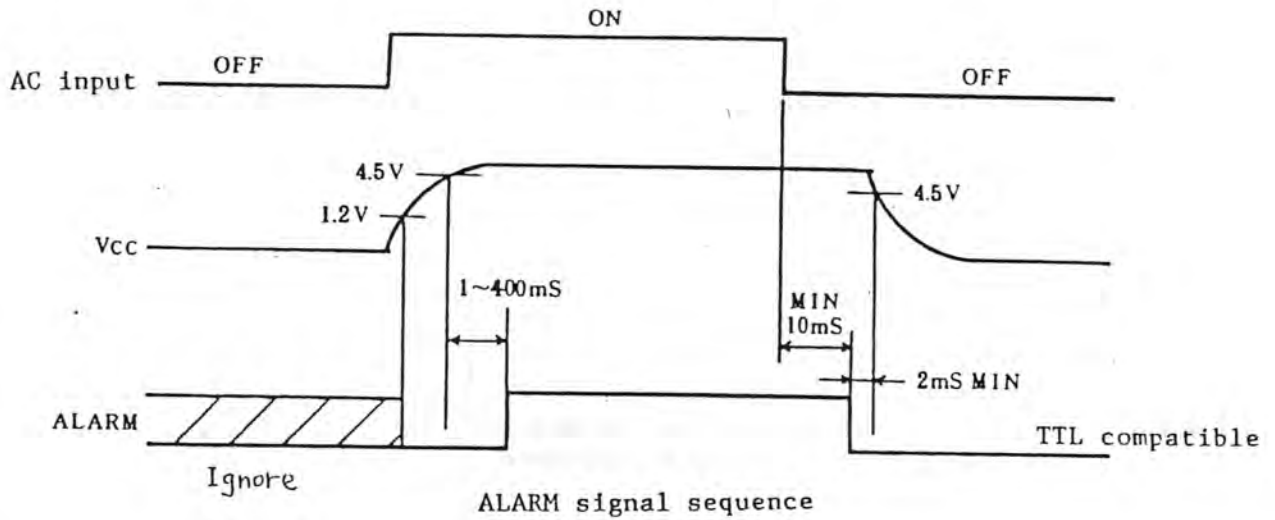 ON
OFF
AC input
OFF
4.5V
4.5V
1.2V
VCC
1~400mS
MIN
10mS
2mS MIN
ALARM
TTL compatible
Ignore
ALARM signal sequence